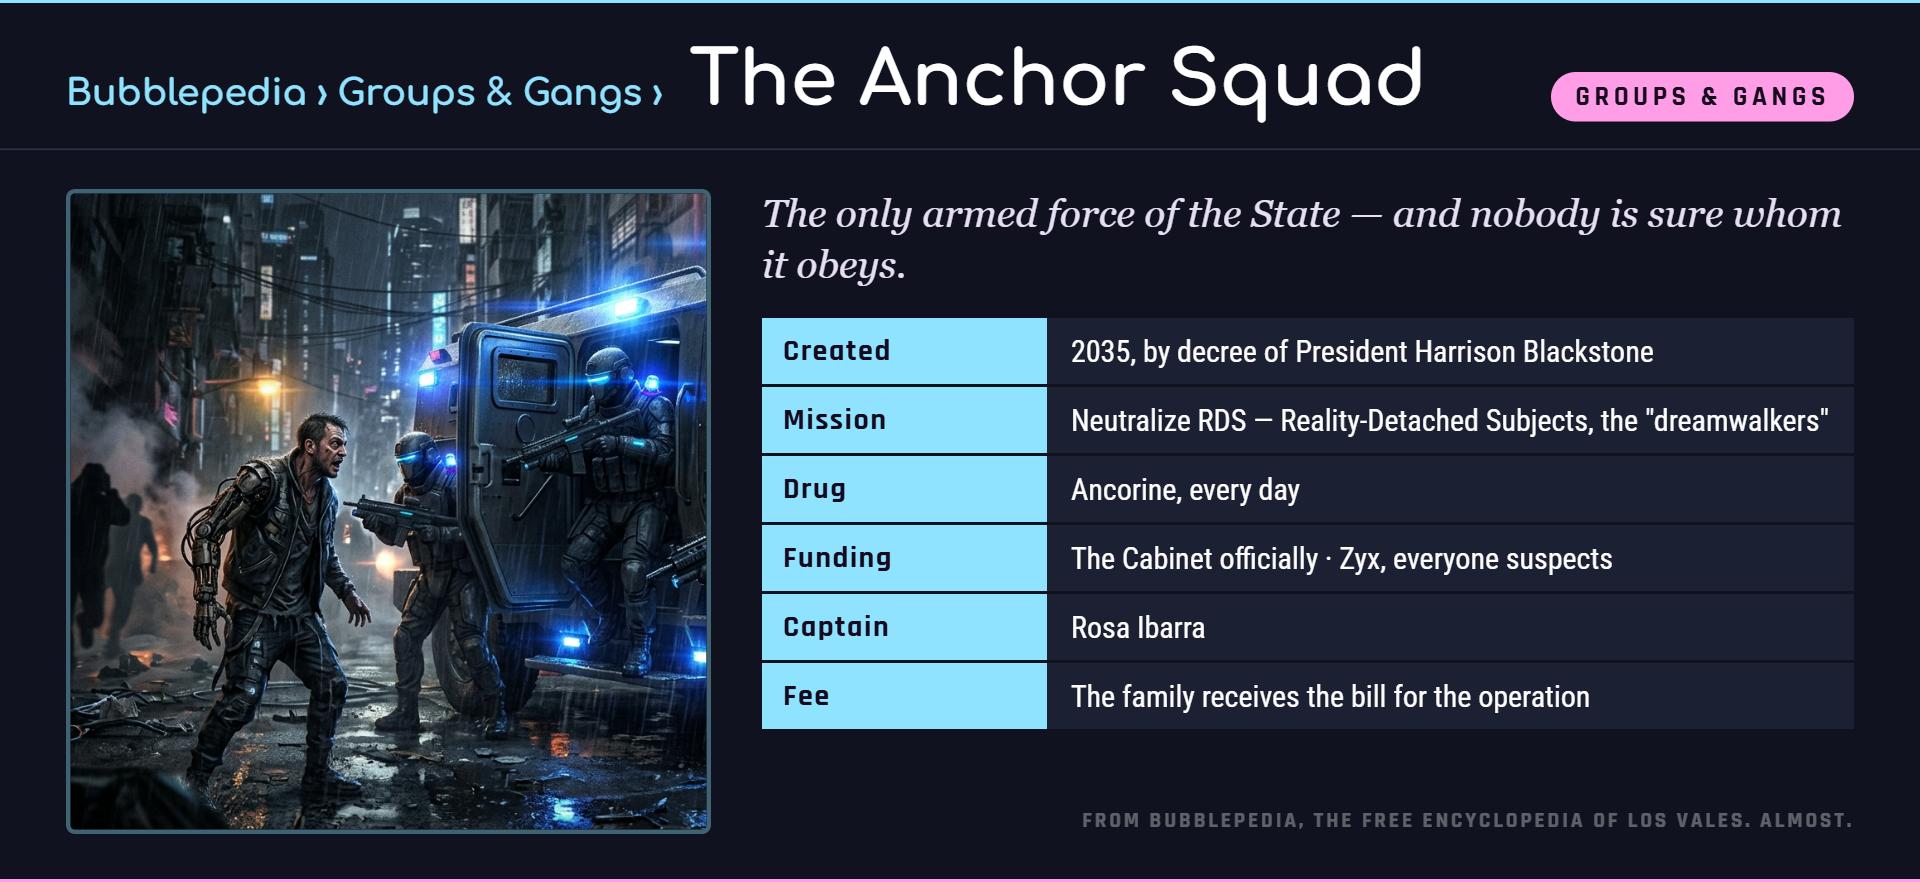 Bubblepedia › Groups & Gangs › The Anchor Squad
GROUPS & GANGS
The only armed force of the State — and nobody is sure whom
it obeys.
Created 2035, by decree of President Harrison Blackstone
Mission Neutralize RDS — Reality-Detached Subjects, the "dreamwalkers"
Drug Ancorine, every day
Funding The Cabinet officially · Zyx, everyone suspects
Captain Rosa Ibarra
Fee The family receives the bill for the operation
FROM BUBBLEPEDIA, THE FREE ENCYCLOPEDIA OF LOS VALES. ALMOST.